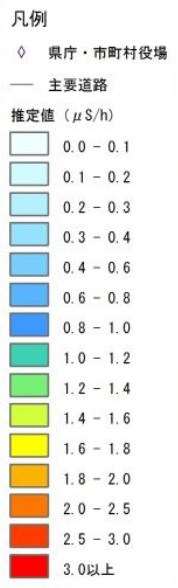 凡例
県庁・市町村役場
主要道路
推定値 (μS/h)
0.0 - 0.1
0.1 - 0.2
0.2 - 0.3
0.3 - 0.4
0.4 - 0.6
0.6 - 0.8
0.8 - 1.0
1.0 - 1.2
1.2 - 1.4
1.4 - 1.6
1.6 - 1.8
1.8 - 2.0
2.0 - 2.5
2.5 - 3.0
3.0以上